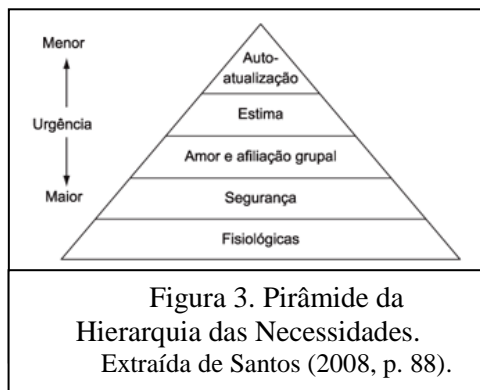 Menor
Urgência
Maior
Auto-
atualização
Estima
Amor e afiliação grupal
Segurança
Fisiológicas
Figura 3. Pirâmide da
Hierarquia das Necessidades.
Extraída de Santos (2008, p. 88).